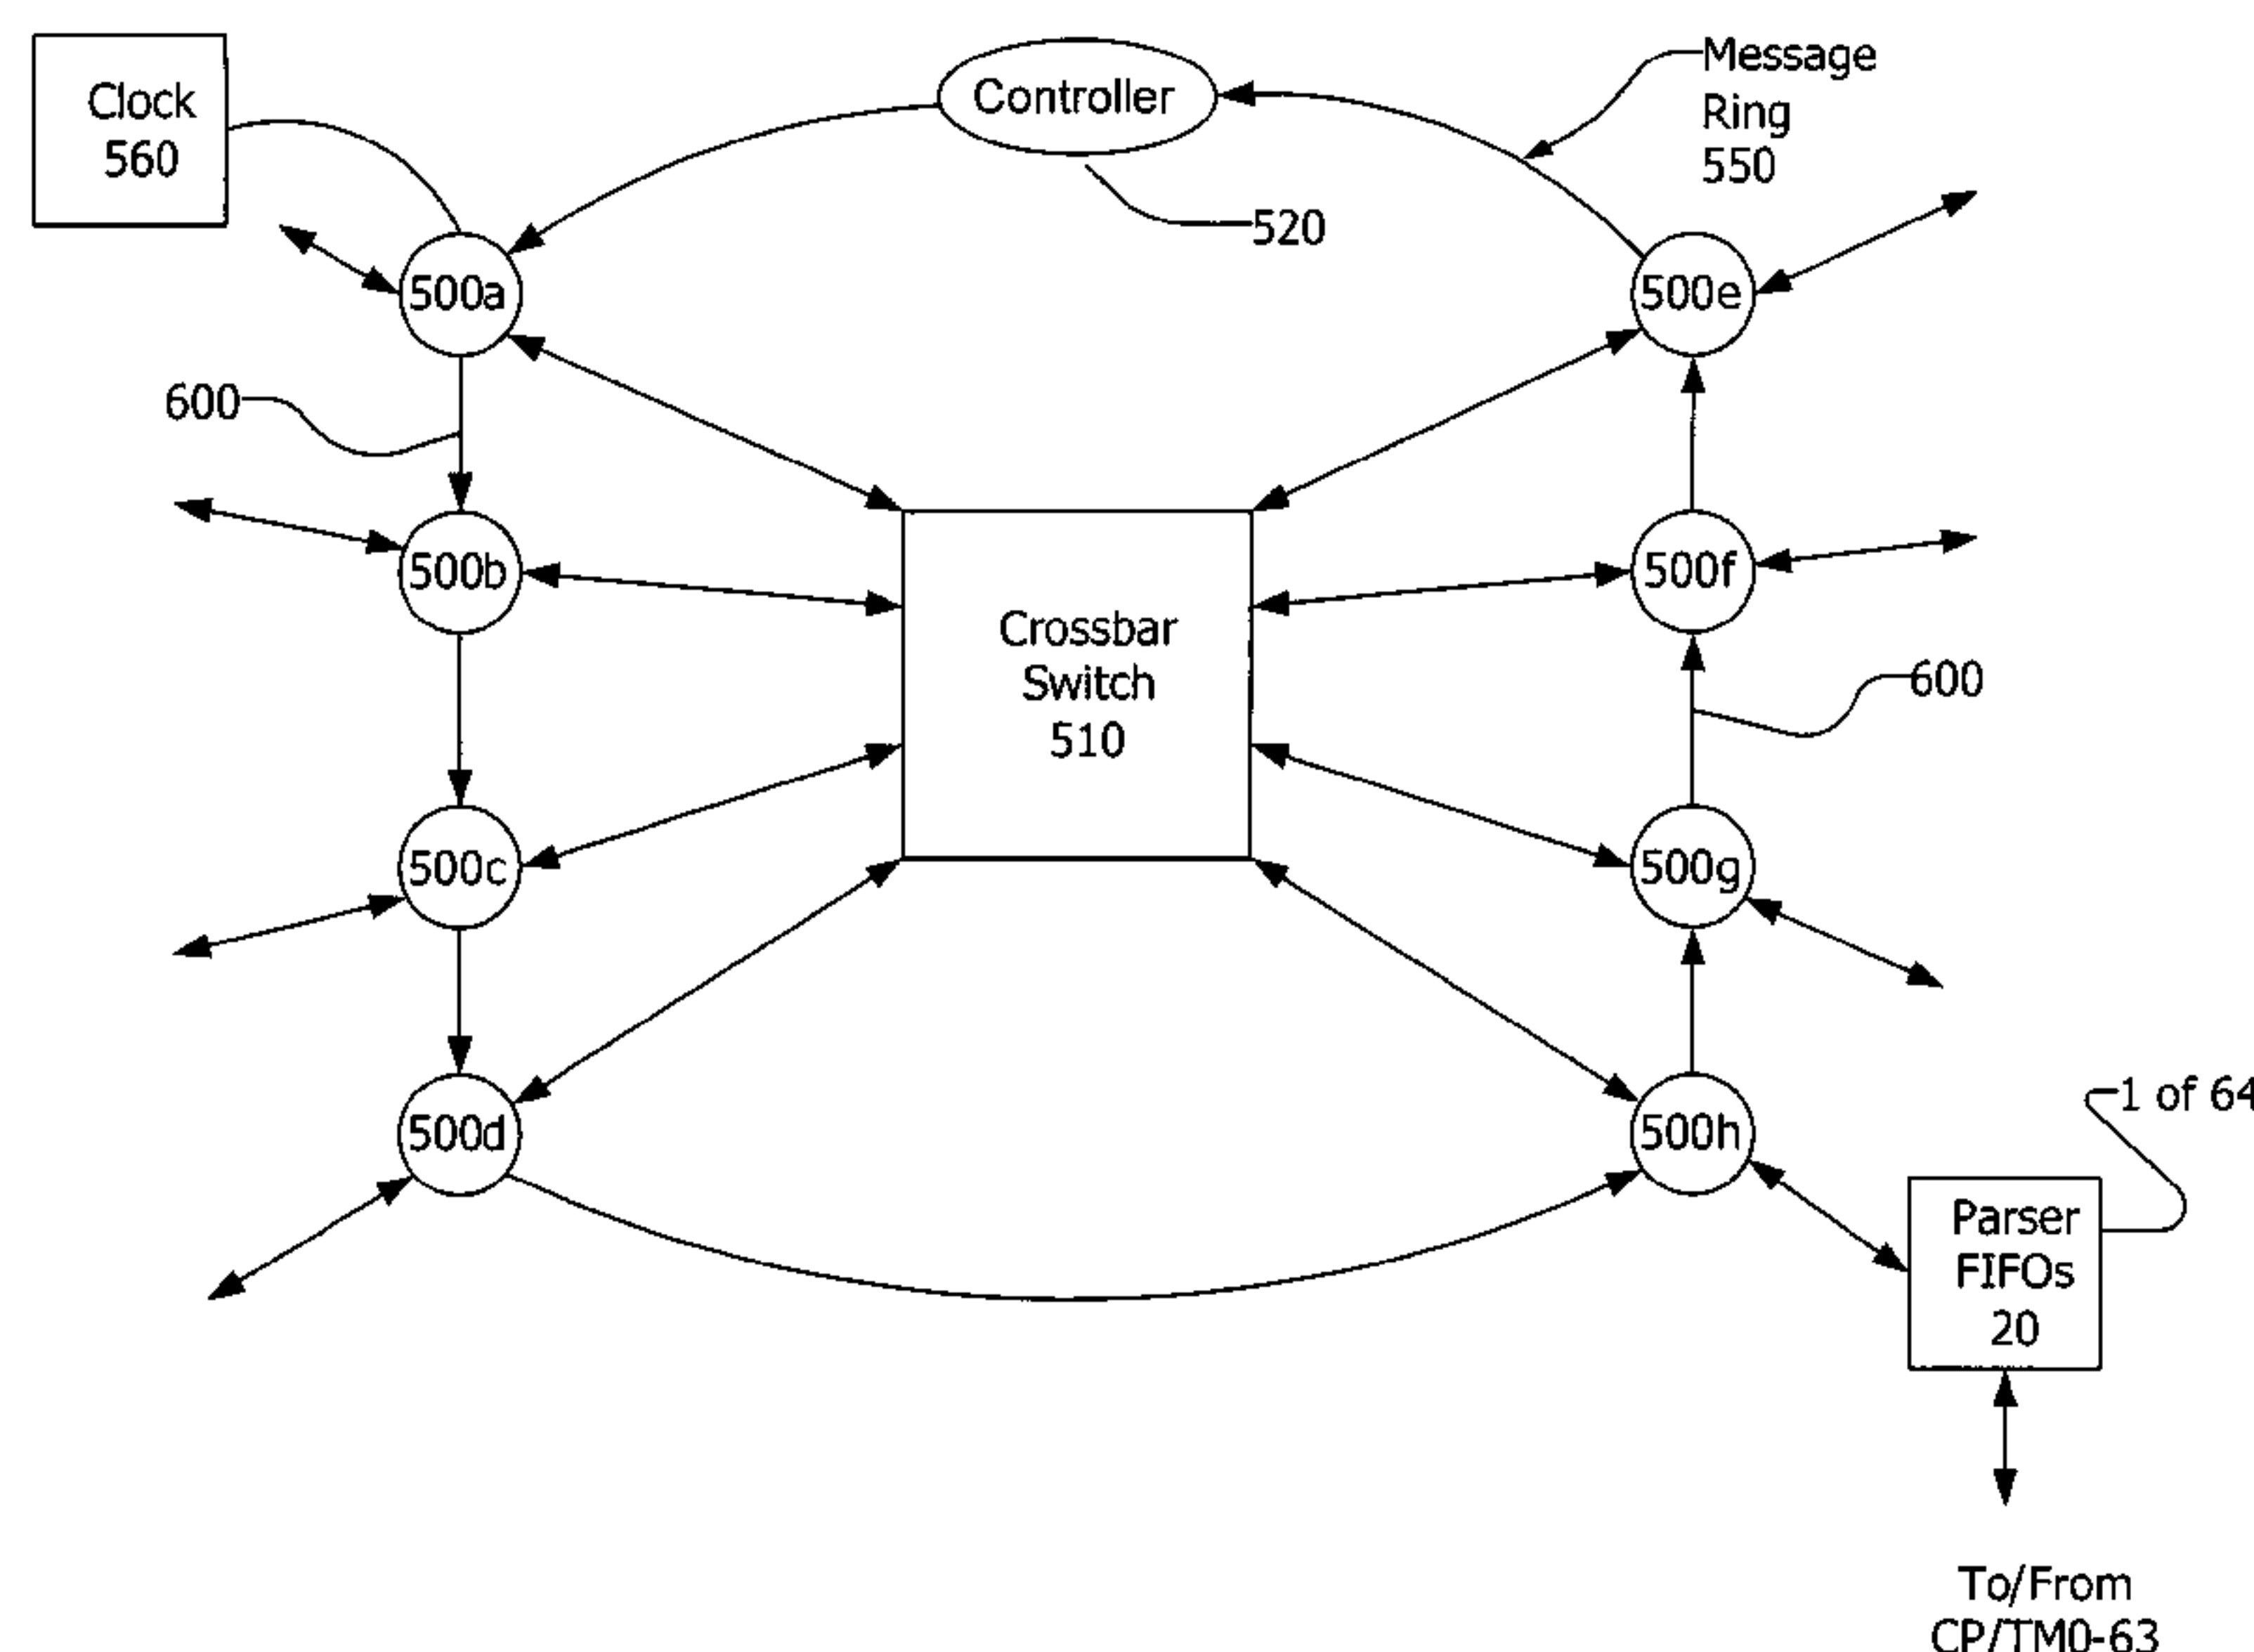 Clock
560
Controller
Message
Ring
550
520
500a
500e
600
500b
500f
Crossbar
Switch
510
600
500c
500g
500d
500h
1 of 64
Parser
FIFOs
20
To/From
CP/TM0-63